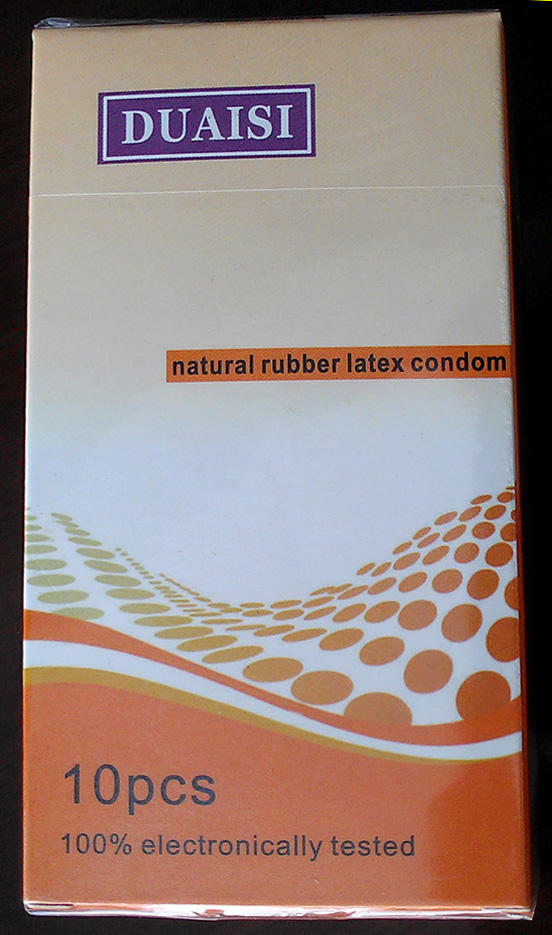 DUAISI
natural rubber latex condom
10pcs
100% electronically tested